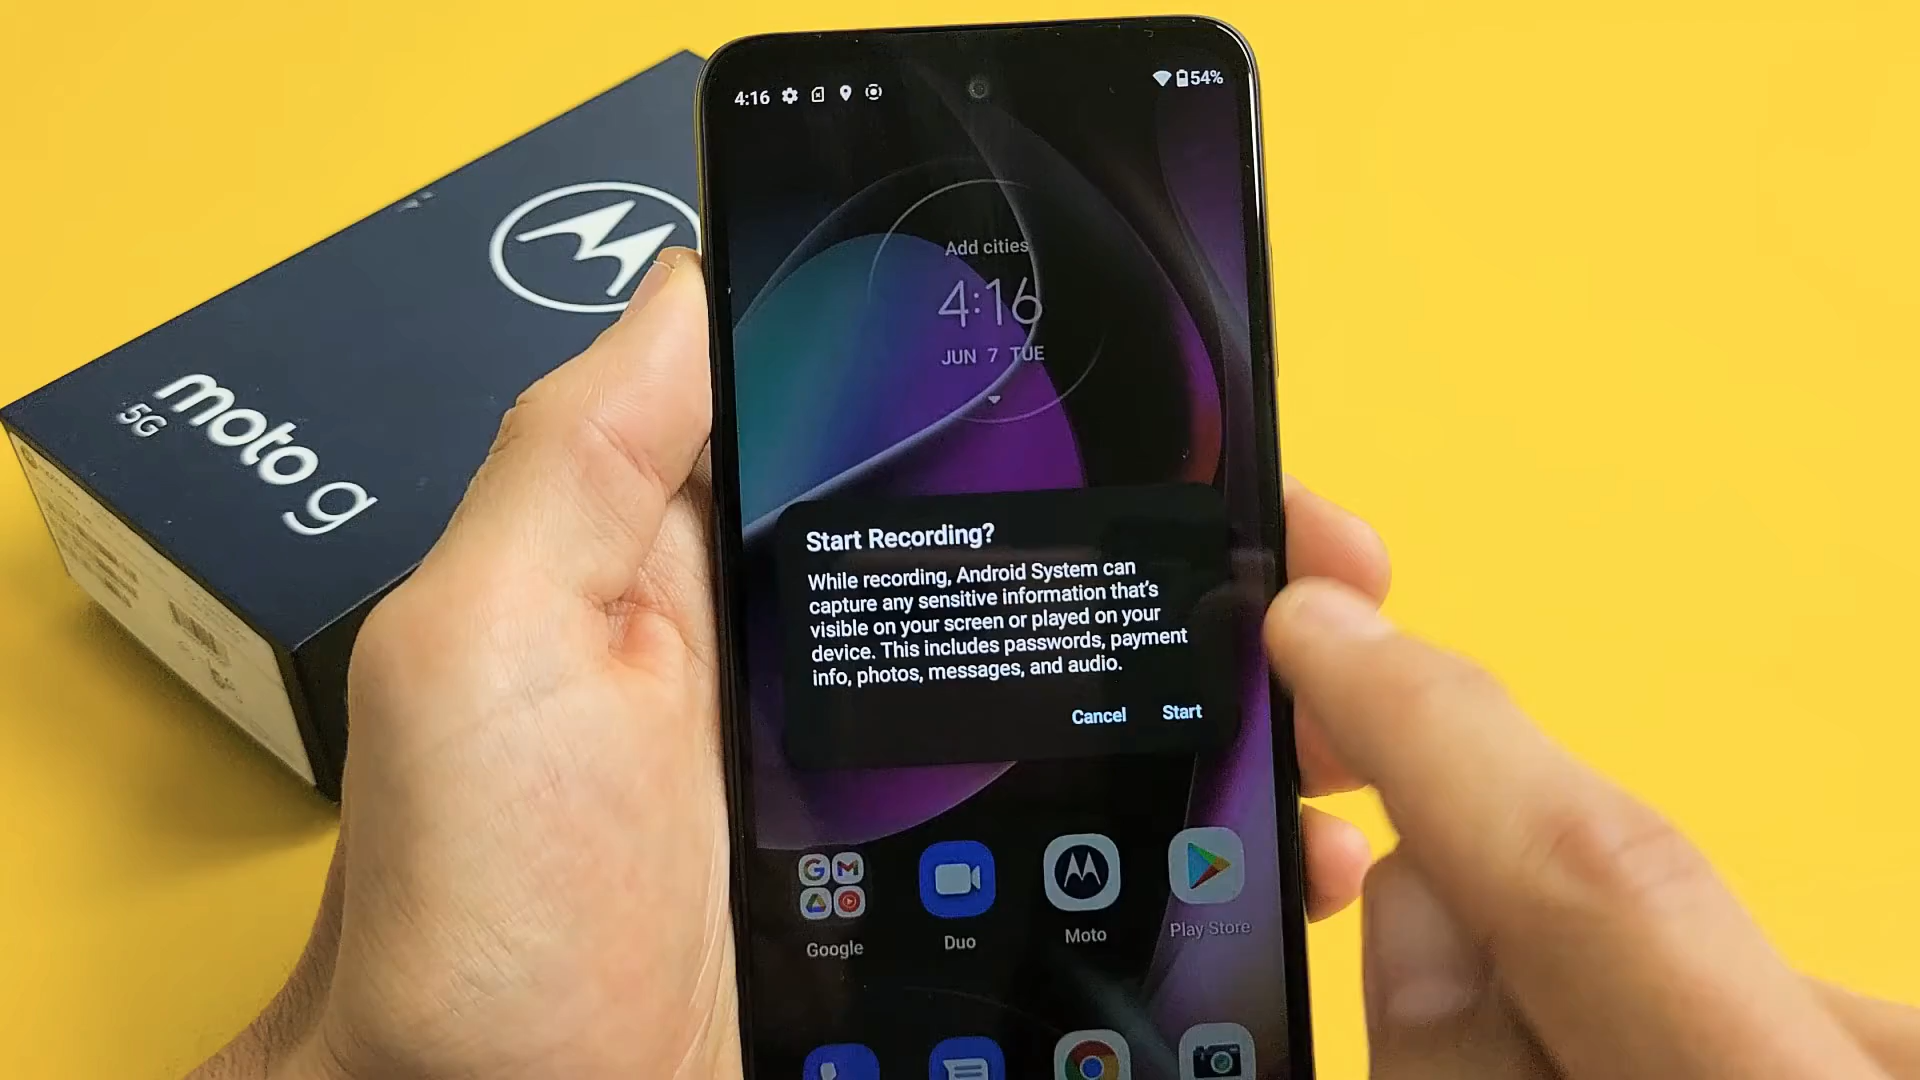 moto g
5G
4:16
54%
Add cities
4:16
JUN 7 TUE
Start Recording?
While recording, Android System can
capture any sensitive information that's
visible on your screen or played on your
device. This includes passwords, payment
info, photos, messages, and audio.
Cancel Start
Google Duo Moto Play Store